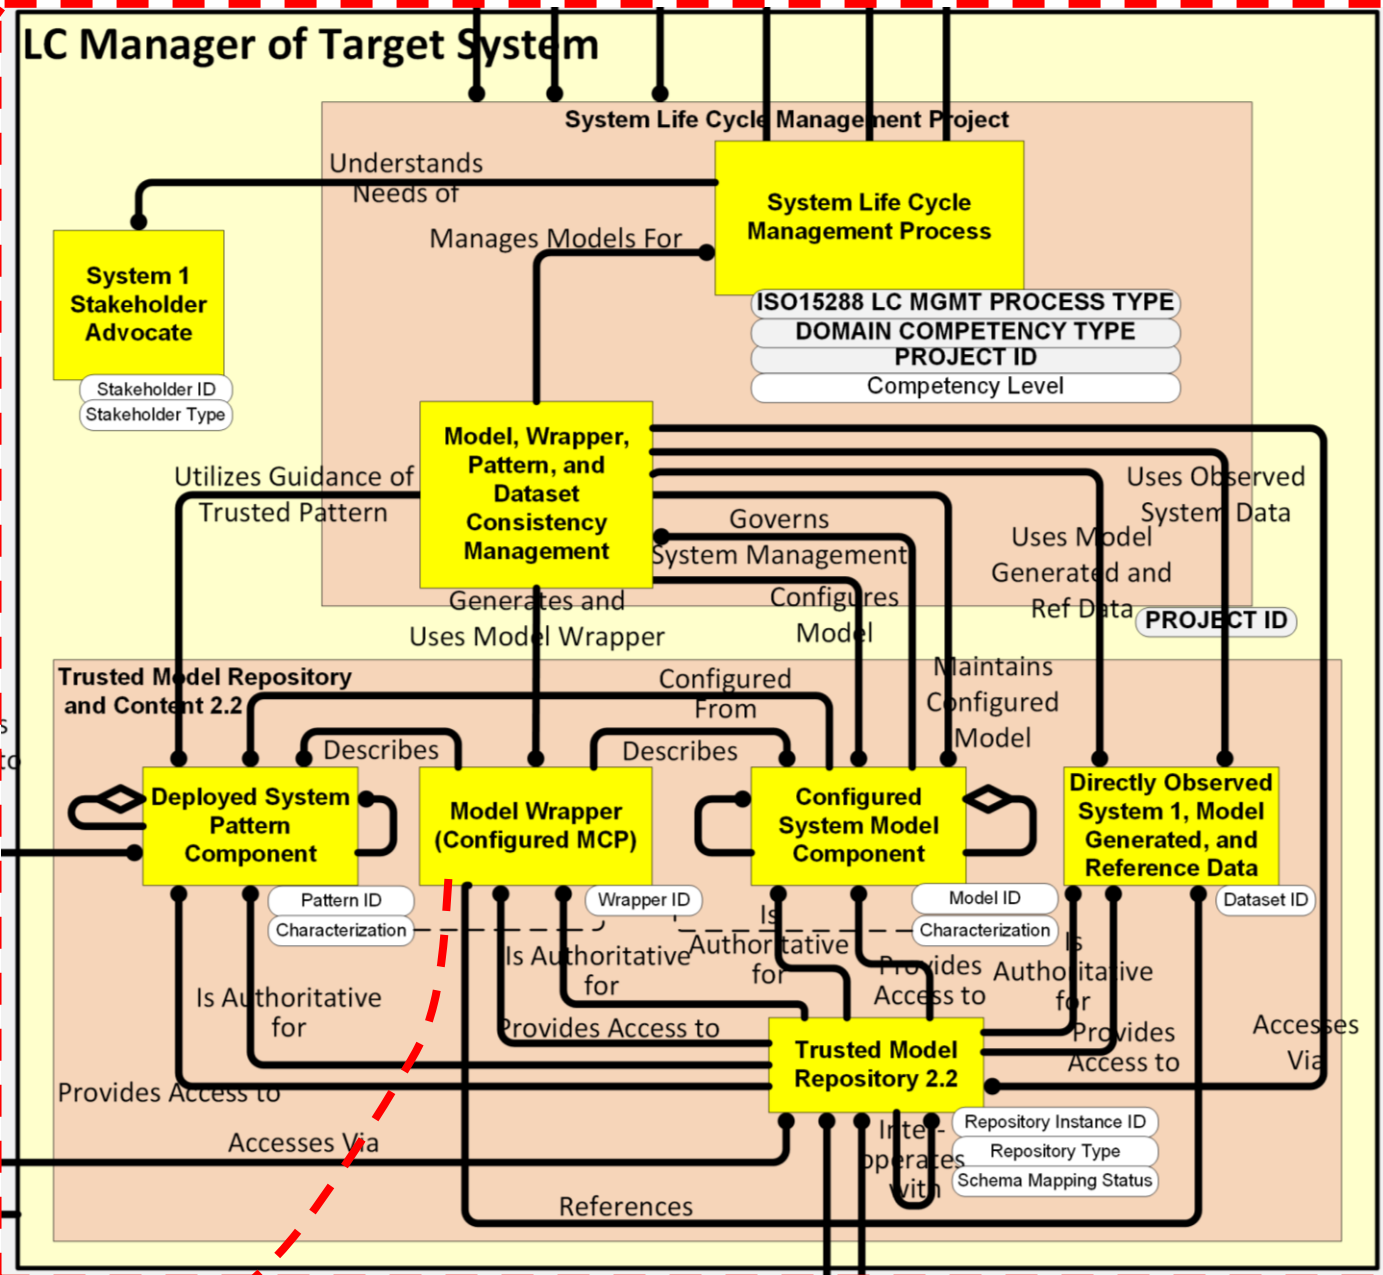 LC Manager of Target System
System Life Cycle Management Project
Understands
Needs of
System Life Cycle
Management Process
Manages Models For
System 1
Stakeholder
Advocate
ISO15288 LC MGMT PROCESS TYPE
DOMAIN COMPETENCY TYPE
PROJECT ID
Competency Level
Stakeholder ID
Stakeholder Type
Model, Wrapper,
Pattern, and
Dataset
Consistency
Management
Utilizes Guidance of
Trusted Pattern
Uses Observed
System Data
Governs
System Management
Uses Model
Generated and
Ref Data
Configures
Model
Generates and
Uses Model Wrapper
PROJECT ID
Trusted Model Repository
and Content 2.2
Configured
From
Maintains
Configured
Model
s
to
Describes
Describes
Deployed System
Pattern
Component
Model Wrapper
(Configured MCP)
Configured
System Model
Component
Directly Observed
System 1, Model
Generated, and
Reference Data
Pattern ID
Characterization
Wrapper ID
Model ID
Characterization
Dataset ID
Is Authoritative
for
Is Authoritative
for
Is
Authoritative
for
Provides
Access to
Is
Authoritative
for
Provides Access to
Provides
Access to
Accesses
Via
Trusted Model
Repository 2.2
Provides Access to
Accesses Via
Inter-
operates
with
Repository Instance ID
Repository Type
Schema Mapping Status
References